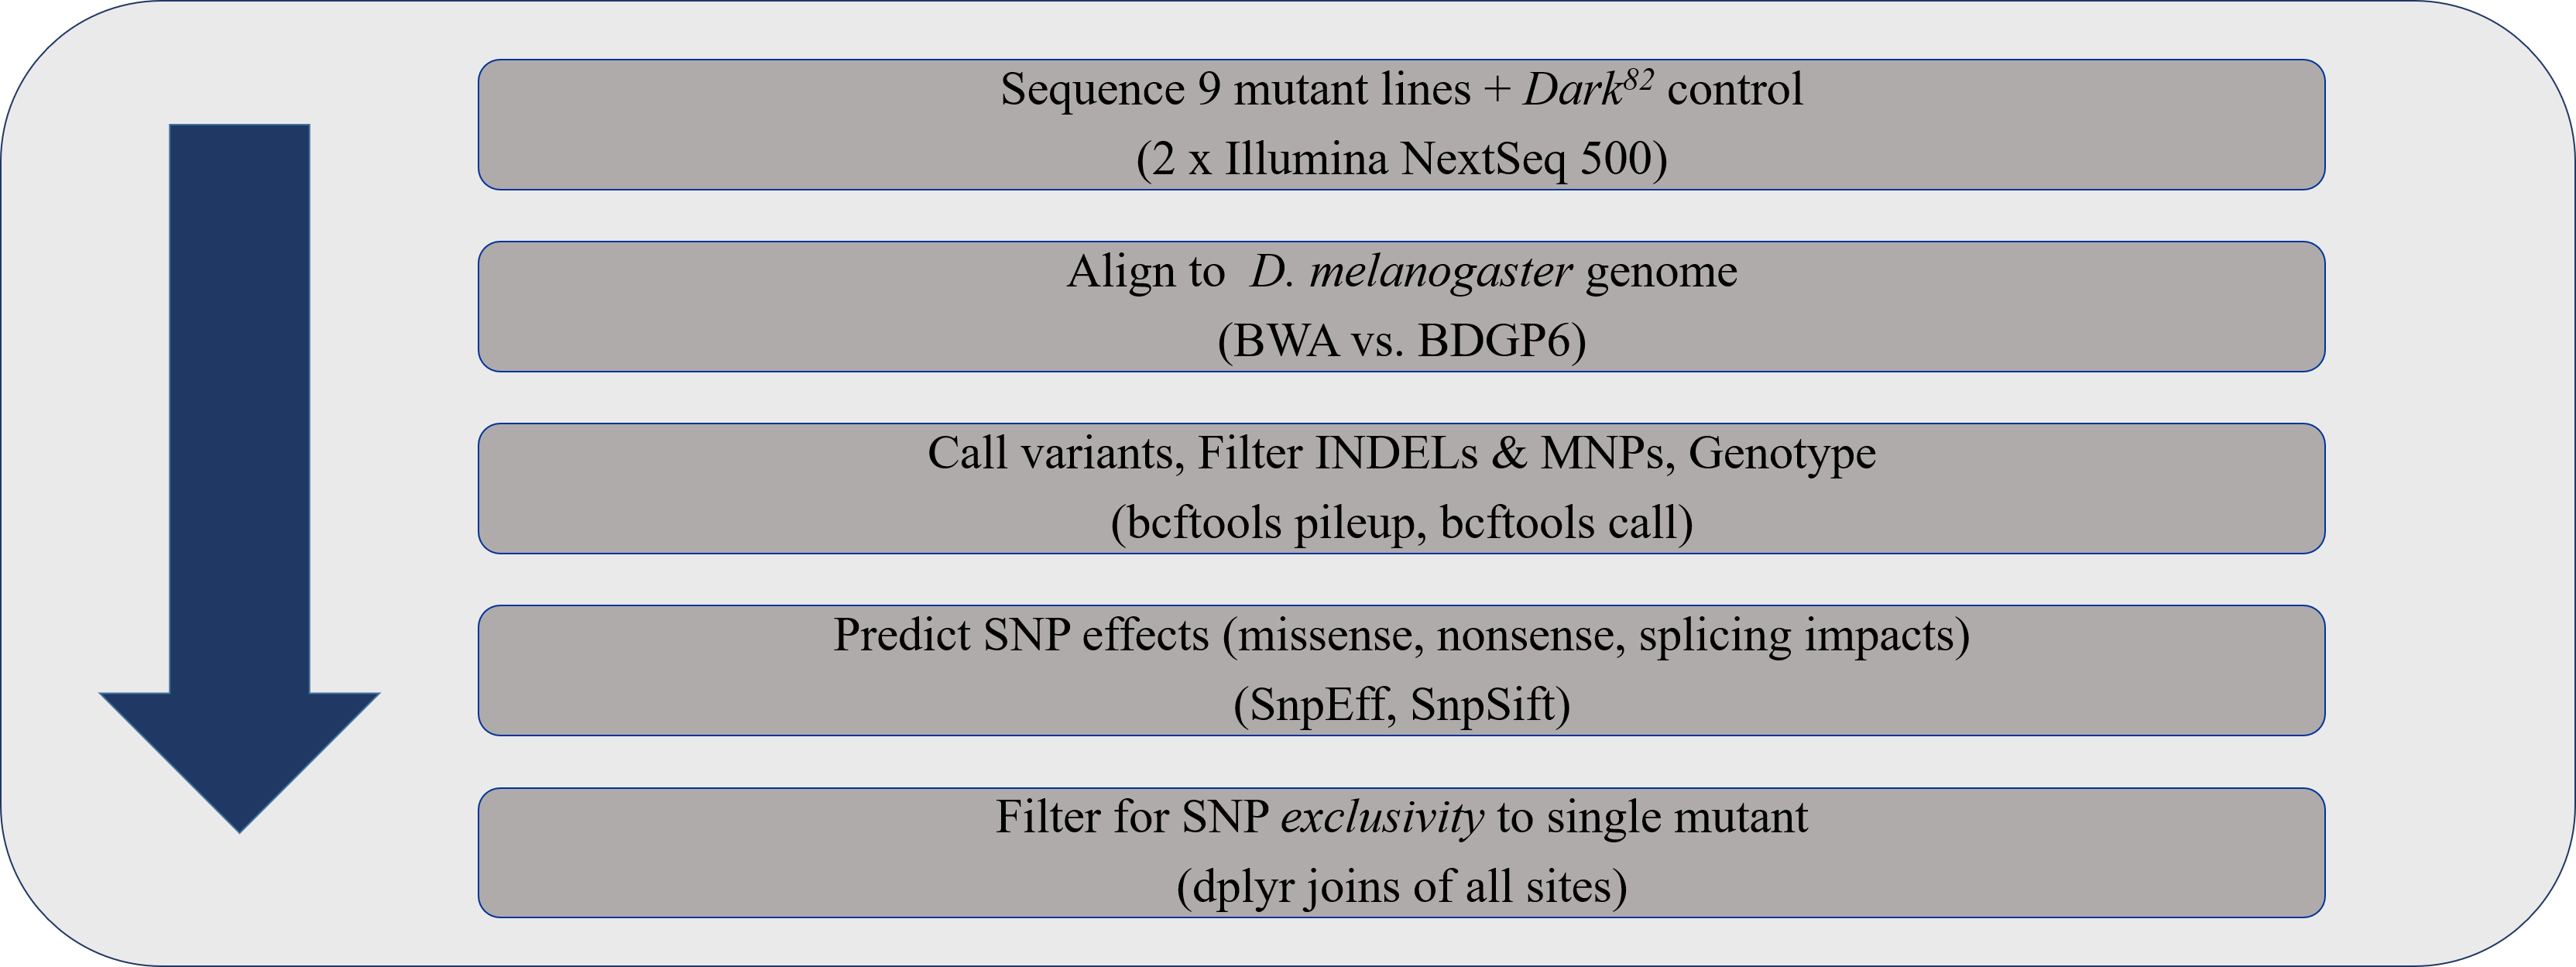 Sequence 9 mutant lines + Dark⁸² control
(2 x Illumina NextSeq 500)
Align to D. melanogaster genome
(BWA vs. BDGP6)
Call variants, Filter INDELs & MNPs, Genotype
(bcftools pileup, bcftools call)
Predict SNP effects (missense, nonsense, splicing impacts)
(SnpEff, SnpSift)
Filter for SNP exclusivity to single mutant
(dplyr joins of all sites)